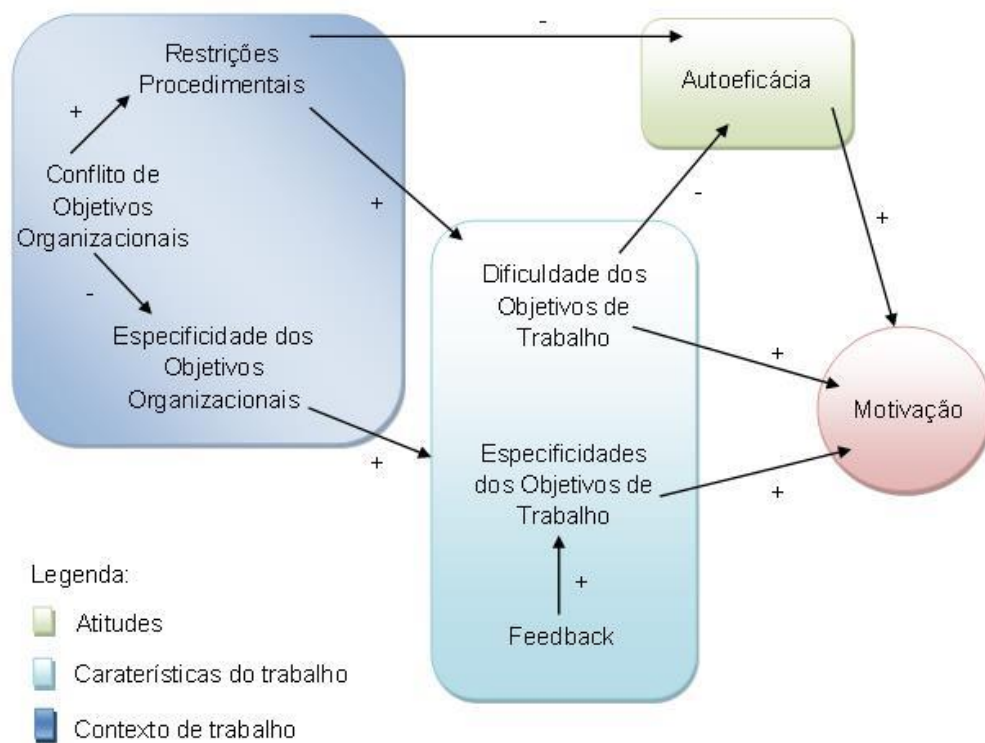 -
Restrições
Procedimentais
Autoeficácia
+
Conflito de
Objetivos
Organizacionais
+
-
+
-
Dificuldade dos
Objetivos de
Trabalho
Especificidade dos
Objetivos
Organizacionais
+
Motivação
+
Especificidades
dos Objetivos de
Trabalho
+
+
Feedback
Legenda:
Atitudes
Caraterísticas do trabalho
Contexto de trabalho